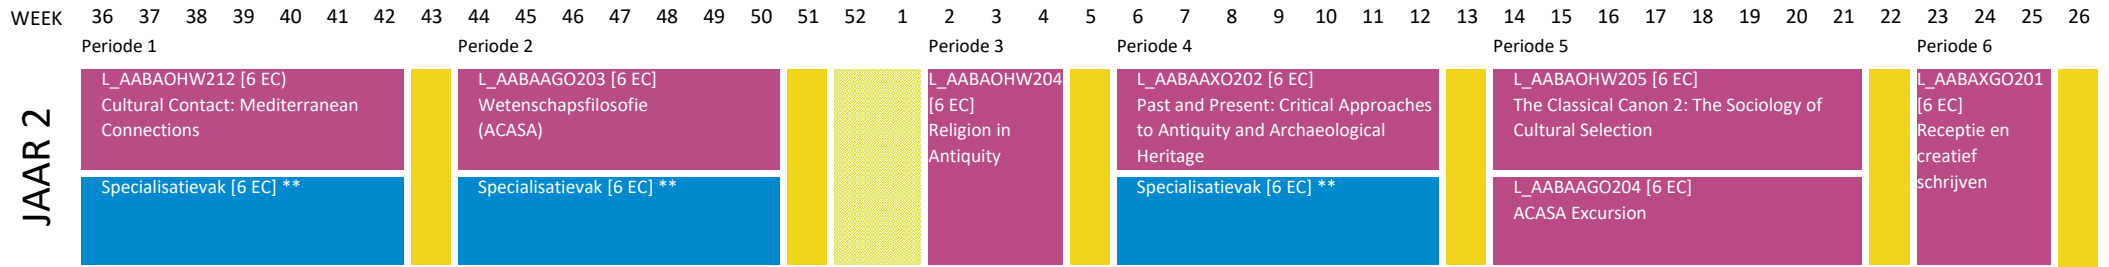 WEEK 36 37 38 39 40 41 42 43 44 45 46 47 48 49 50 51 52 1 2 3 4 5 6 7 8 9 10 11 12 13 14 15 16 17 18 19 20 21 22 23 24 25 26
Periode 1 Periode 2 Periode 3 Periode 4 Periode 5 Periode 6
JAAR 2
L_AABAOHW212 [6 EC)
Cultural Contact: Mediterranean
Connections
Specialisatievak [6 EC] **
L_AABAAGO203 [6 EC]
Wetenschapsfilosofie
(ACASA)
Specialisatievak [6 EC] **
L_AABAOHW204
[6 EC]
Religion in
Antiquity
L_AABAAXO202 [6 EC]
Past and Present: Critical Approaches
to Antiquity and Archaeological
Heritage
Specialisatievak [6 EC] **
L_AABAOHW205 [6 EC]
The Classical Canon 2: The Sociology of
Cultural Selection
L_AABAAGO204 [6 EC]
ACASA Excursion
L_AABAXGO201
[6 EC]
Receptie en
creatief
schrijven